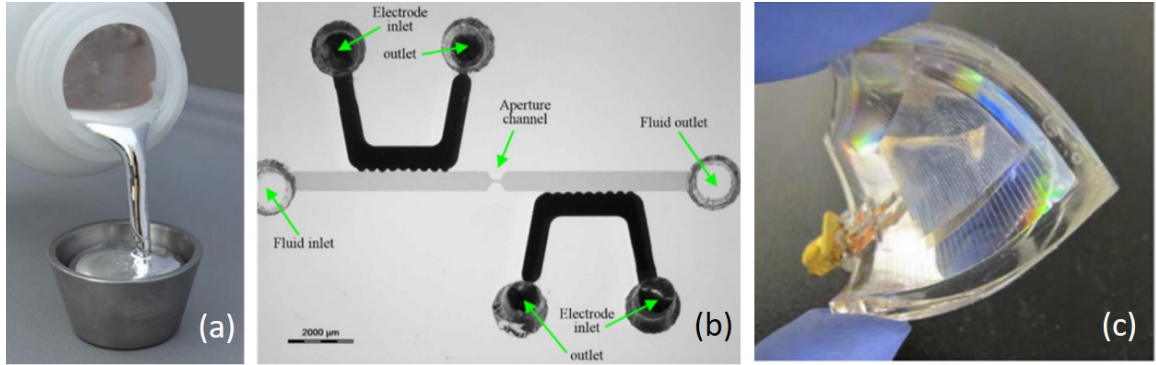 Electrode
inlet
outlet
Aperture
channel
Fluid outlet
Fluid inlet
Electrode
inlet
outlet
2000 µm
(a)
(b)
(c)